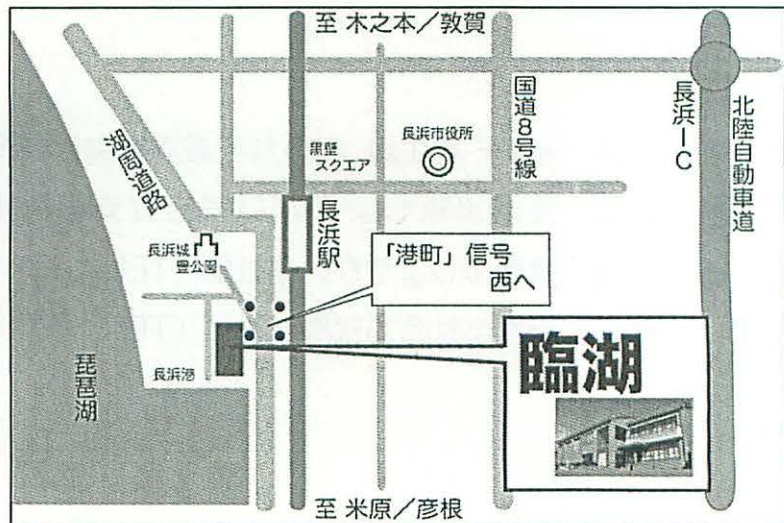 至 木之本／敦賀
湖周道路
黒壁
スクエア
長浜市役所
国道8号線
長浜IC
北陸自動車道
長浜駅
長浜城
豊公園
「港町」信号
西へ
琵琶湖
長浜港
臨湖
至 米原／彦根